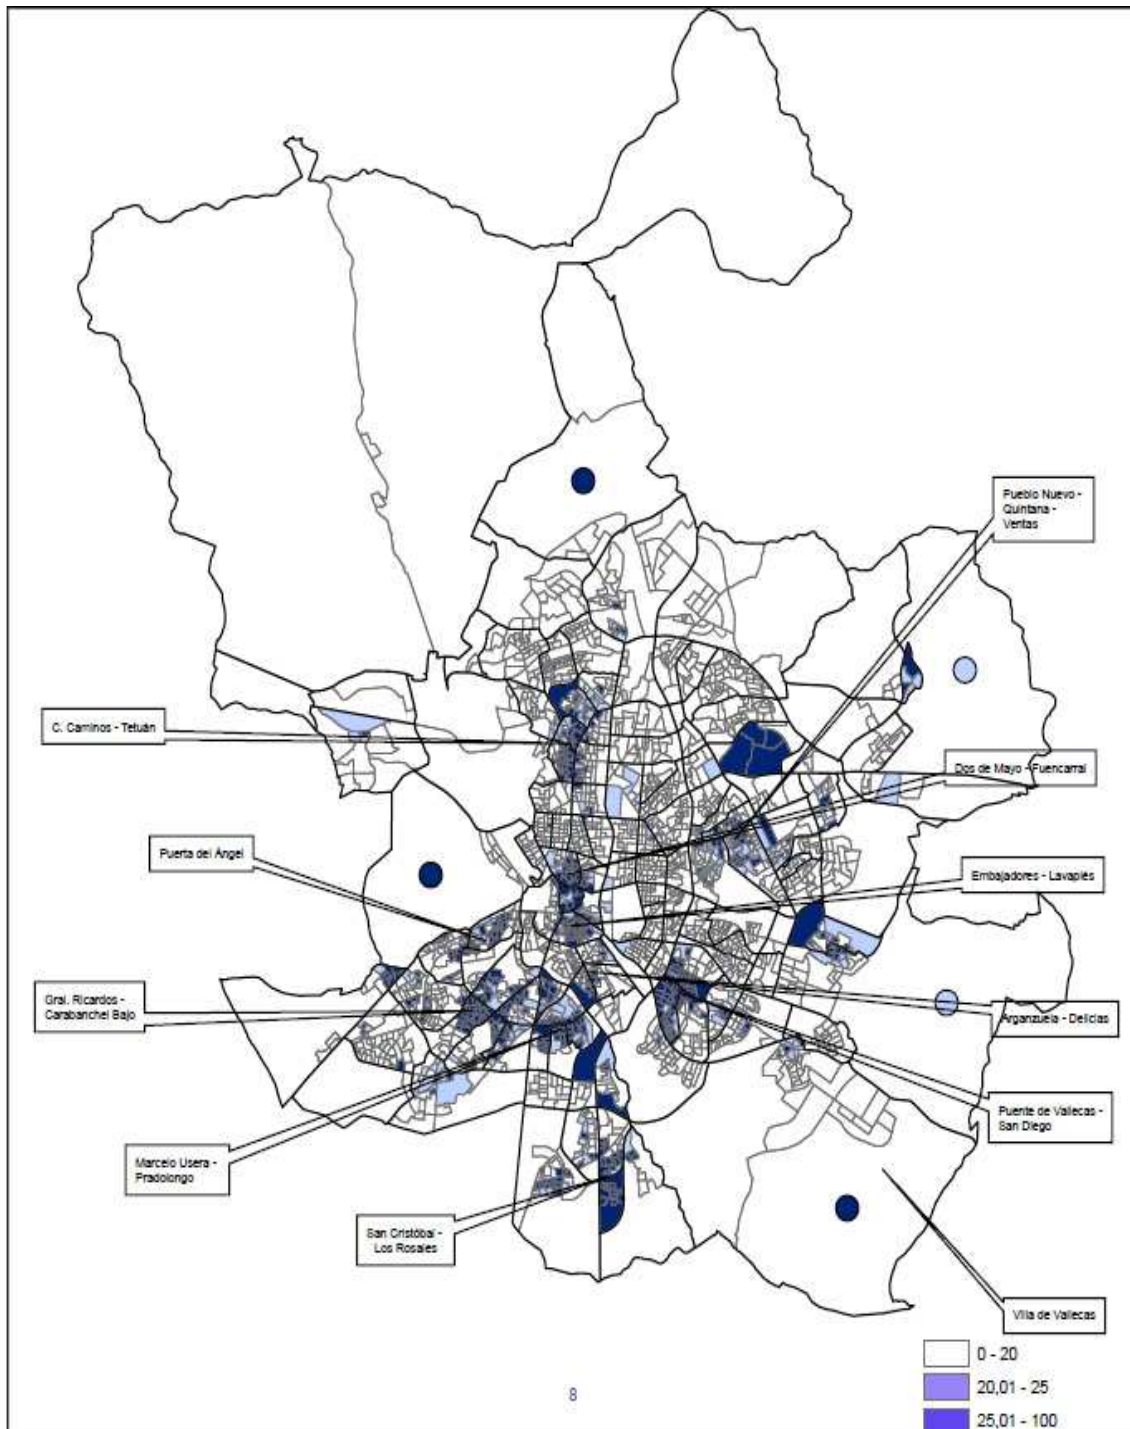 Pueblo Nuevo -
Quintana -
Ventas
C. Caminos - Tetuán
Dos de Mayo - Fuencarral
Puerta del Ángel
Embajadores - Lavapiés
Gral. Ricardos -
Carabanchel Bajo
Arganzuela - Delicias
Puente de Vallecas -
San Diego
Marcelo Usera -
Pradolongo
San Cristóbal -
Los Rosales
Villa de Vallecas
0 - 20
20,01 - 25
25,01 - 100
8